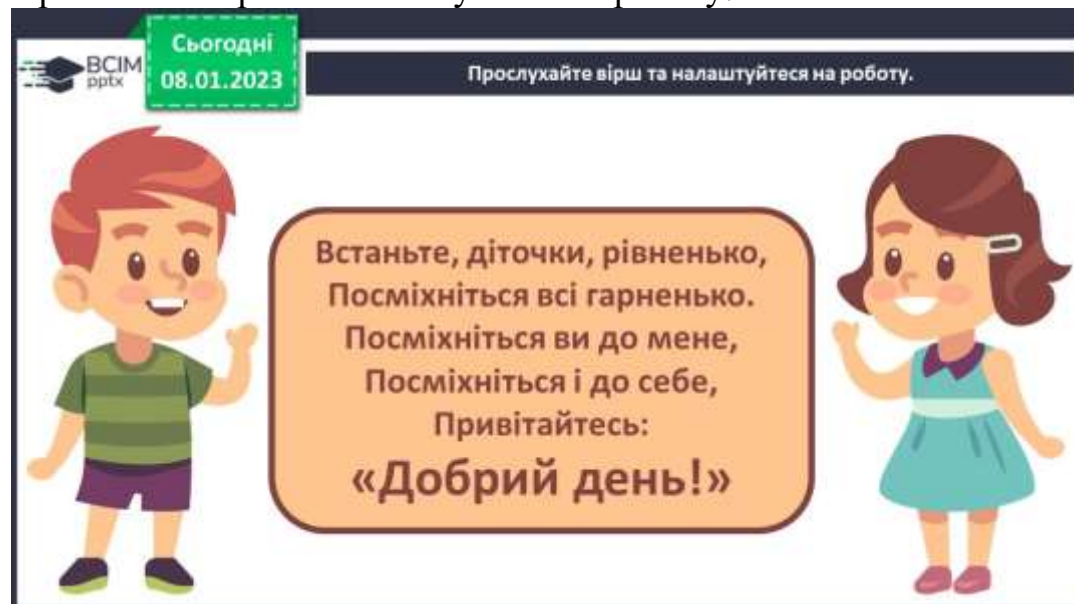 Сьогодні
08.01.2023
ВСІМ
pptx
Прослухайте вірш та налаштуйтеся на роботу.
Встаньте, діточки, рівненько,
Посміхніться всі гарненько.
Посміхніться ви до мене,
Посміхніться і до себе,
Привітайтесь:
«Добрий день!»